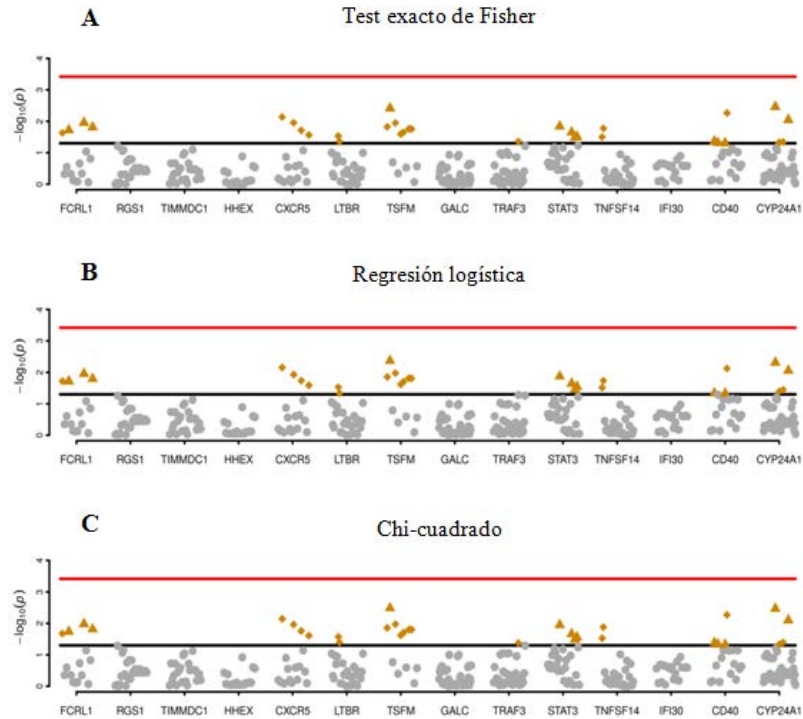 A
Test exacto de Fisher
−log10(p)
4
3
2
1
0
FCRL1 RGS1 TIMMDC1 HHEX CXCR5 LTBR TSFM GALC TRAF3 STAT3 TNFSF14 IFI30 CD40 CYP24A1
B
Regresión logística
−log10(p)
4
3
2
1
0
FCRL1 RGS1 TIMMDC1 HHEX CXCR5 LTBR TSFM GALC TRAF3 STAT3 TNFSF14 IFI30 CD40 CYP24A1
C
Chi-cuadrado
−log10(p)
4
3
2
1
0
FCRL1 RGS1 TIMMDC1 HHEX CXCR5 LTBR TSFM GALC TRAF3 STAT3 TNFSF14 IFI30 CD40 CYP24A1